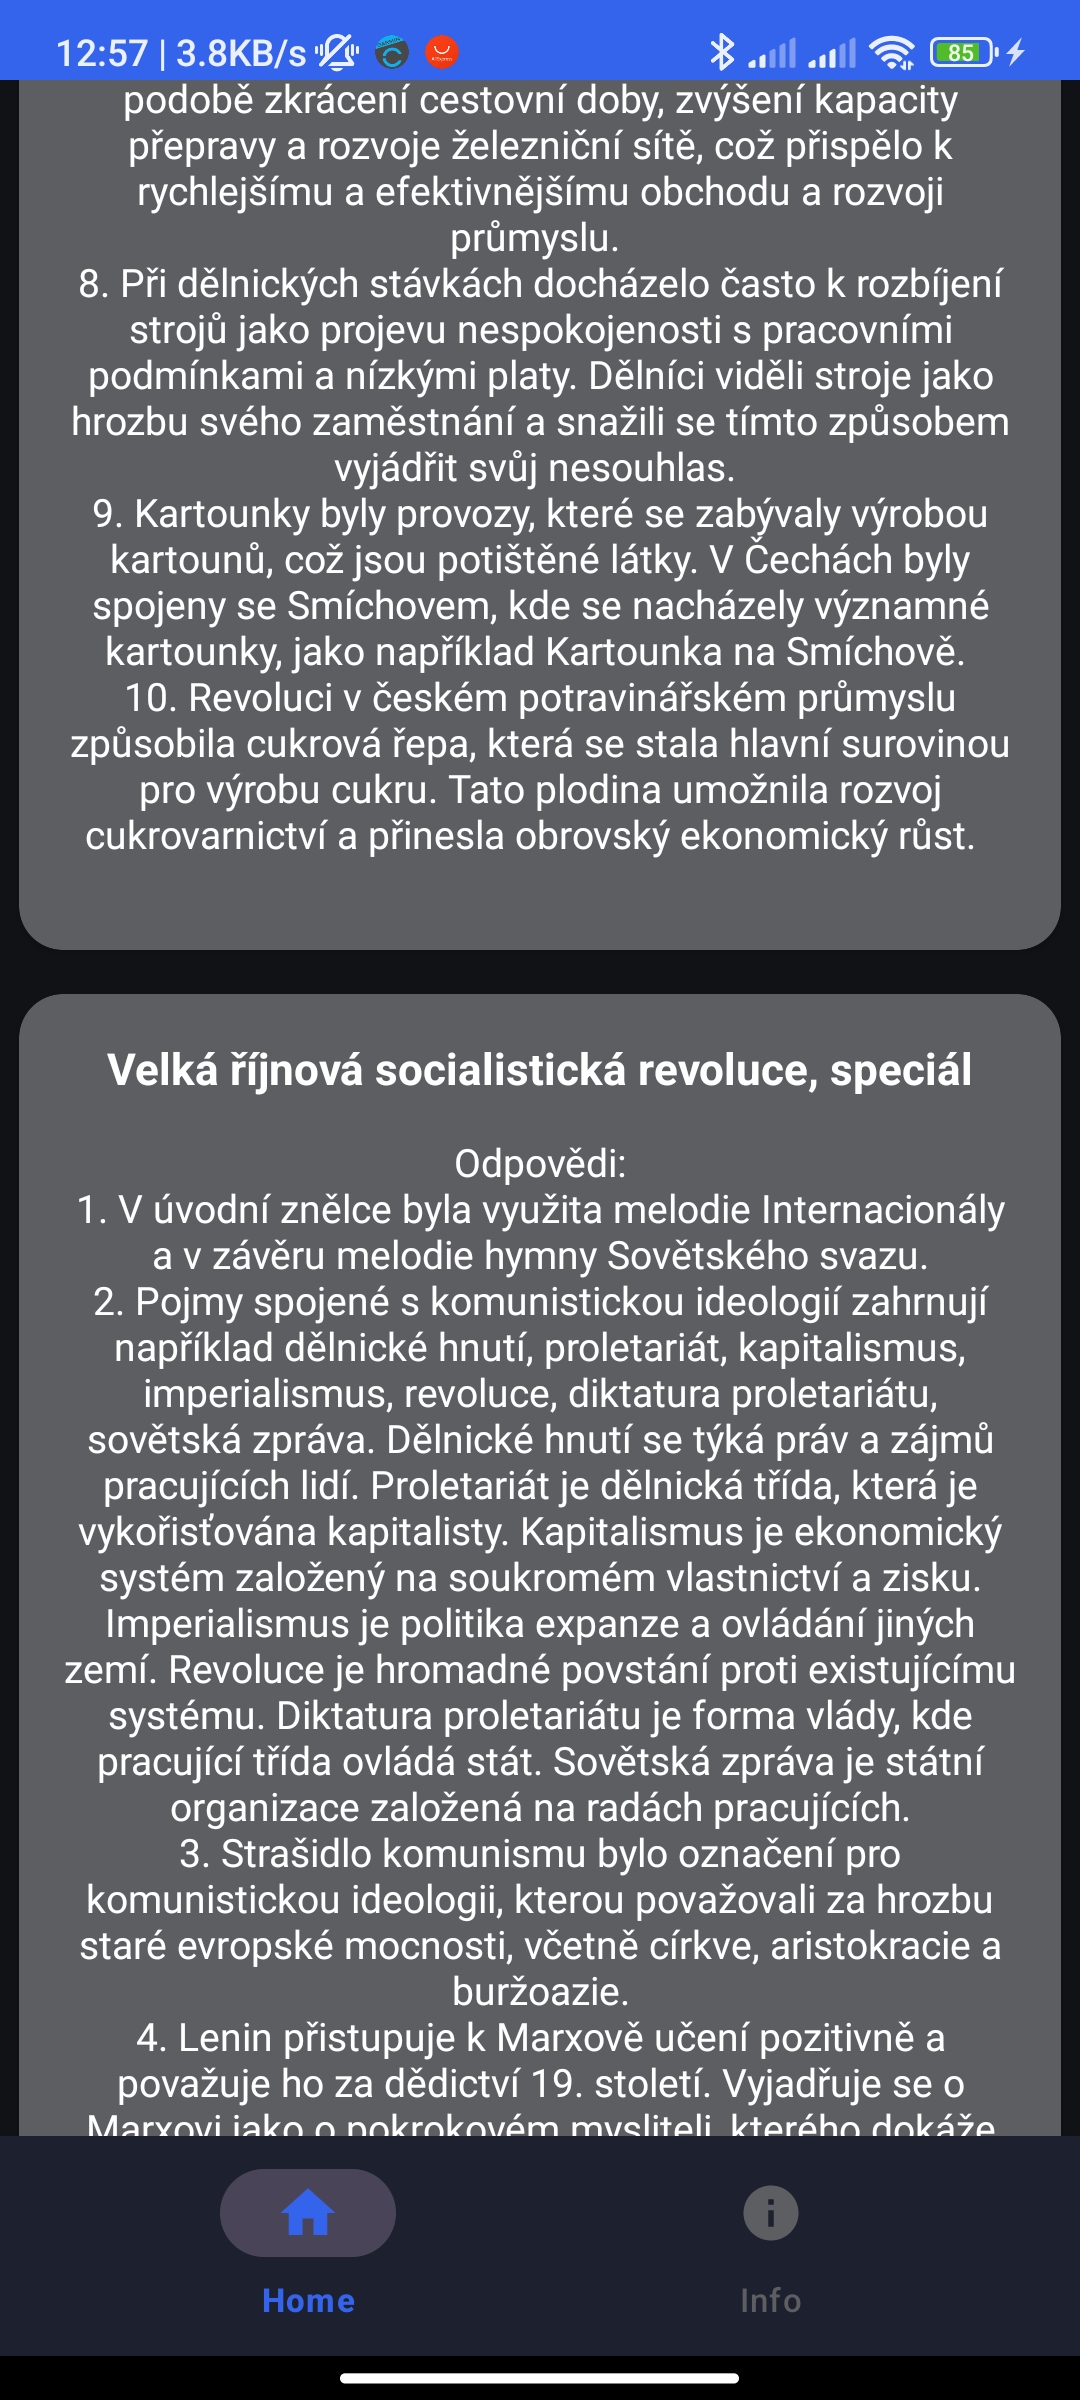 12:57 | 3.8KB/s
85
podobě zkrácení cestovní doby, zvýšení kapacity
přepravy a rozvoje železniční sítě, což přispělo k
rychlejšímu a efektivnějšímu obchodu a rozvoji
průmyslu.
8. Při dělnických stávkách docházelo často k rozbíjení
strojů jako projevu nespokojenosti s pracovními
podmínkami a nízkými platy. Dělníci viděli stroje jako
hrozbu svého zaměstnání a snažili se tímto způsobem
vyjádřit svůj nesouhlas.
9. Kartounky byly provozy, které se zabývaly výrobou
kartounů, což jsou potištěné látky. V Čechách byly
spojeny se Smíchovem, kde se nacházely významné
kartounky, jako například Kartounka na Smíchově.
10. Revoluci v českém potravinářském průmyslu
způsobila cukrová řepa, která se stala hlavní surovinou
pro výrobu cukru. Tato plodina umožnila rozvoj
cukrovarnictví a přinesla obrovský ekonomický růst.
Velká říjnová socialistická revoluce, speciál
Odpovědi:
1. V úvodní znělce byla využita melodie Internacionály
a v závěru melodie hymny Sovětského svazu.
2. Pojmy spojené s komunistickou ideologií zahrnují
například dělnické hnutí, proletariát, kapitalismus,
imperialismus, revoluce, diktatura proletariátu,
sovětská zpráva. Dělnické hnutí se týká práv a zájmů
pracujících lidí. Proletariát je dělnická třída, která je
vykořisťována kapitalisty. Kapitalismus je ekonomický
systém založený na soukromém vlastnictví a zisku.
Imperialismus je politika expanze a ovládání jiných
zemí. Revoluce je hromadné povstání proti existujícímu
systému. Diktatura proletariátu je forma vlády, kde
pracující třída ovládá stát. Sovětská zpráva je státní
organizace založená na radách pracujících.
3. Strašidlo komunismu bylo označení pro
komunistickou ideologii, kterou považovali za hrozbu
staré evropské mocnosti, včetně církve, aristokracie a
buržoazie.
4. Lenin přistupuje k Marxově učení pozitivně a
považuje ho za dědictví 19. století. Vyjadřuje se o
Marxovi jako o pokrokovém mysliteli, kterého dokáže
Home
Info